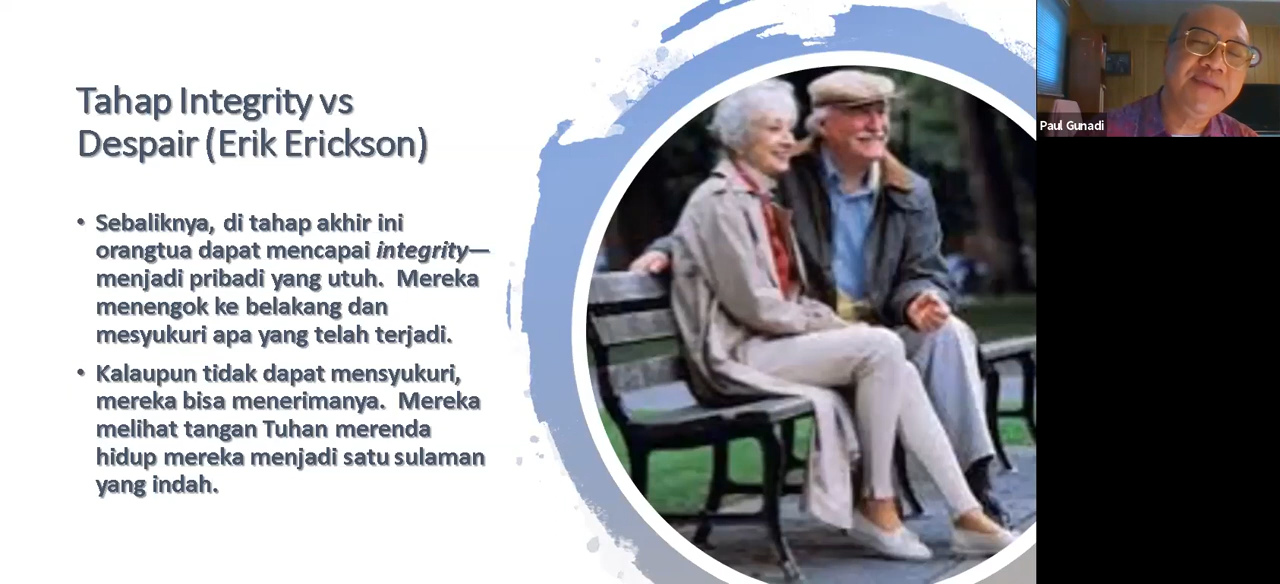 Tahap Integrity vs
Despair (Erik Erickson)
• Sebaliknya, di tahap akhir ini
orangtua dapat mencapai integrity—
menjadi pribadi yang utuh. Mereka
menengok ke belakang dan
mesyukuri apa yang telah terjadi.
• Kalaupun tidak dapat mensyukuri,
mereka bisa menerimanya. Mereka
melihat tangan Tuhan merenda
hidup mereka menjadi satu sulaman
yang indah.
Paul Gunadi